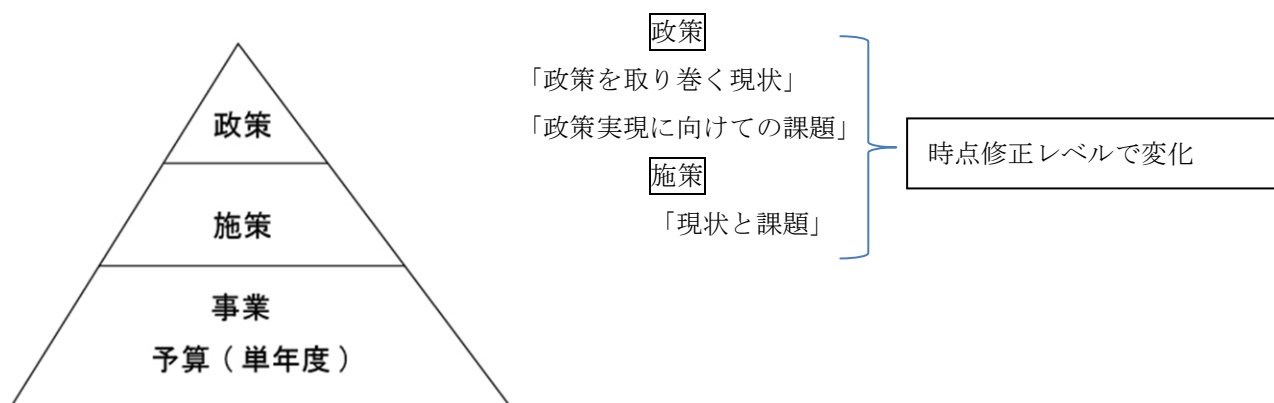 政策
施策
事業
予算(単年度)
政策
「政策を取り巻く現状」
「政策実現に向けての課題」
施策
「現状と課題」
時点修正レベルで変化